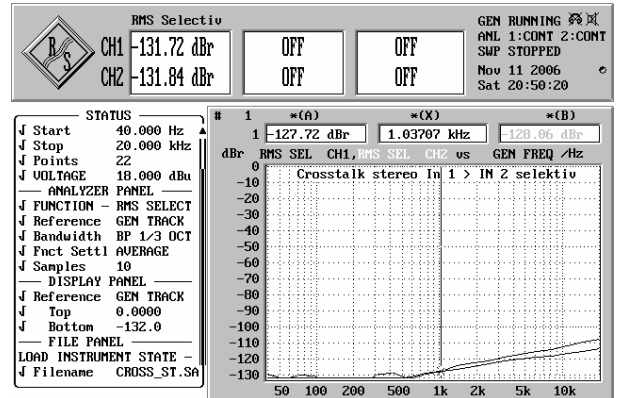 RMS Selectiv
CH1 -131.72 dBr OFF OFF
CH2 -131.84 dBr OFF OFF
GEN RUNNING
ANL 1:CONT 2:CONT
SWP STOPPED
Nov 11 2006
Sat 20:50:20
R & S
STATUS
Start 40.000 Hz
Stop 20.000 kHz
Points 22
VOLTAGE 18.000 dBu
ANALYZER PANEL
FUNCTION - RMS SELECT
Reference GEN TRACK
Bandwidth BP 1/3 OCT
Fnct Settl AVERAGE
Samples 10
DISPLAY PANEL
Reference GEN TRACK
Top 0.0000
Bottom -132.0
FILE PANEL
LOAD INSTRUMENT STATE -
Filename CROSS_ST.SA
# 1 *(A) *(X) *(B)
1 -127.72 dBr 1.03707 kHz -128.06 dBr
dBr RMS SEL CH1,RMS SEL CH2 vs GEN FREQ /Hz
Crosstalk stereo In 1 > IN 2 selektiv
0
-10
-20
-30
-40
-50
-60
-70
-80
-90
-100
-110
-120
-130
50 100 200 500 1k 2k 5k 10k